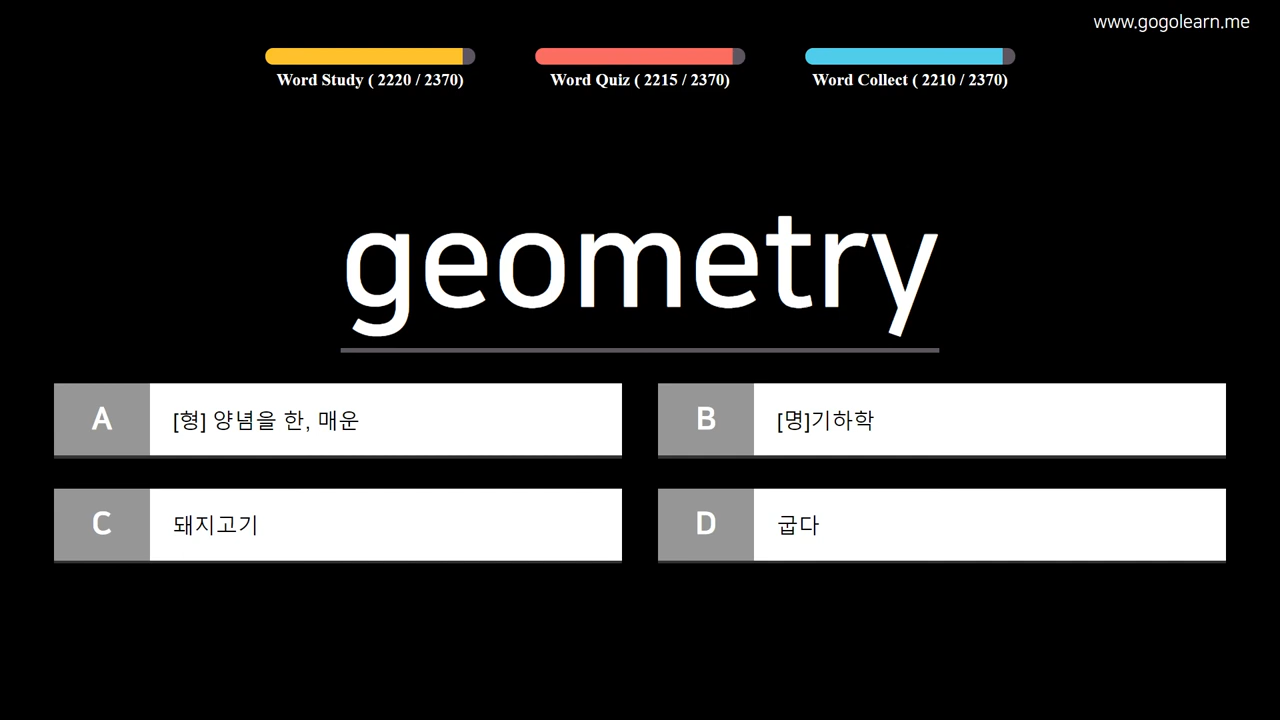 www.gogolearn.me
Word Study ( 2220 / 2370)
Word Quiz ( 2215 / 2370)
Word Collect ( 2210 / 2370)
geometry
A [형] 양념을 한, 매운
B [명]기하학
C 돼지고기
D 굽다